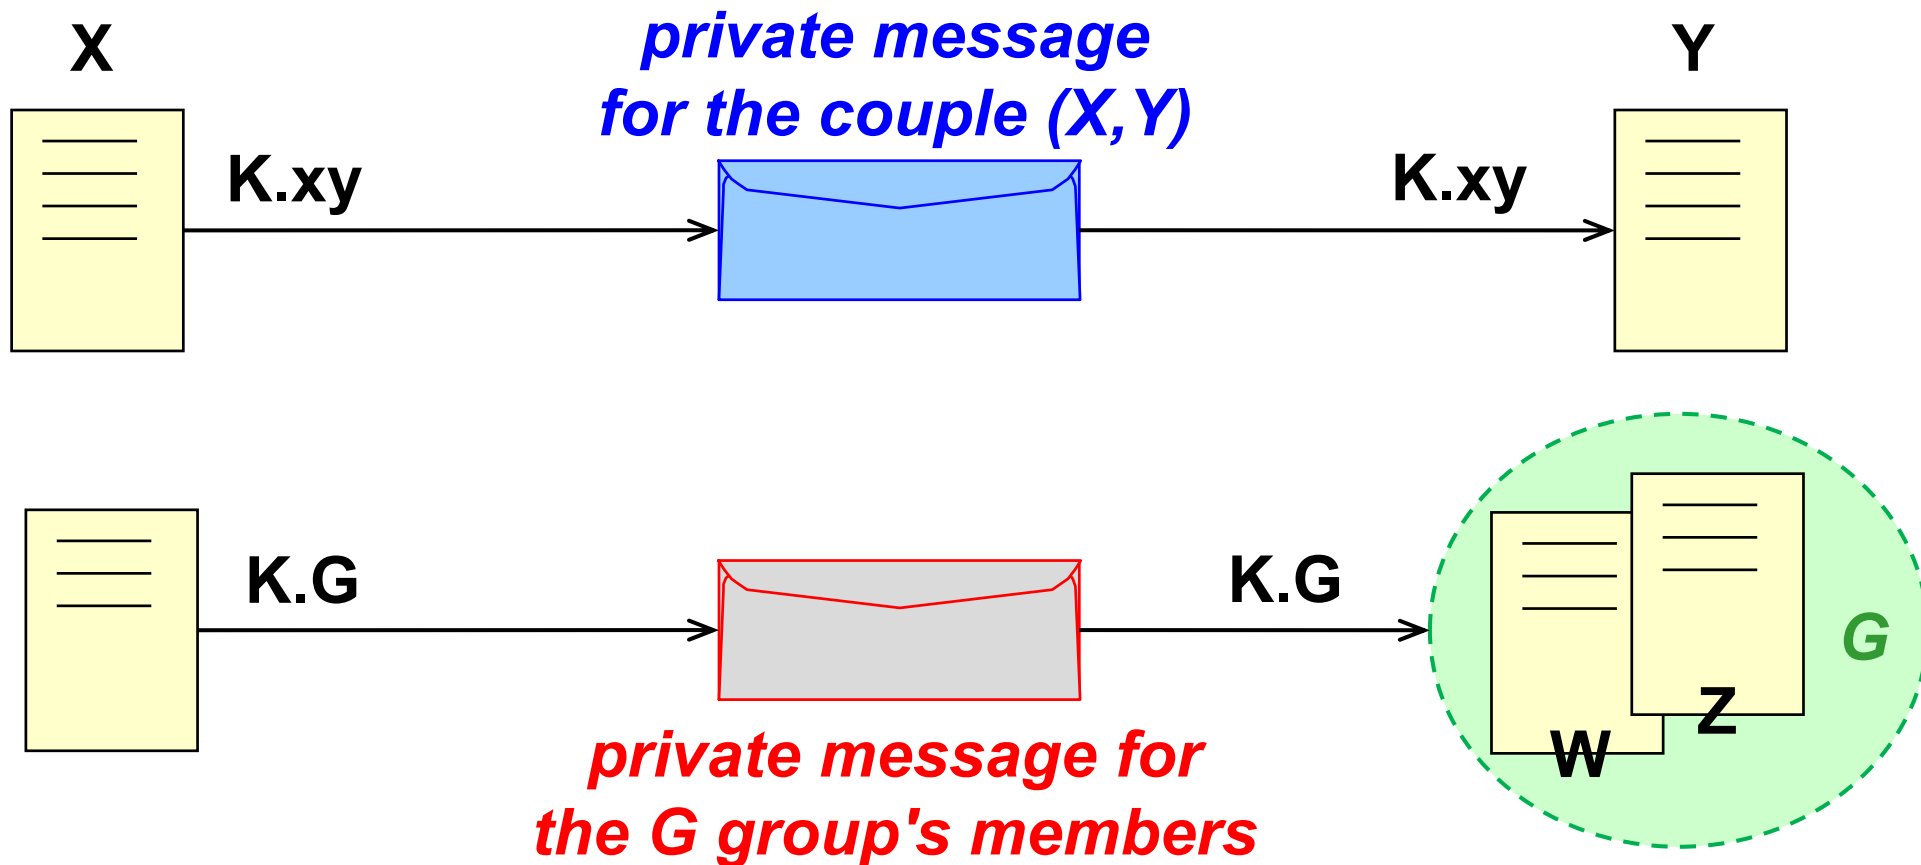 X
private message
for the couple (X,Y)
Y
K.xy
K.xy
K.G
K.G
G
Z
W
private message for
the G group's members